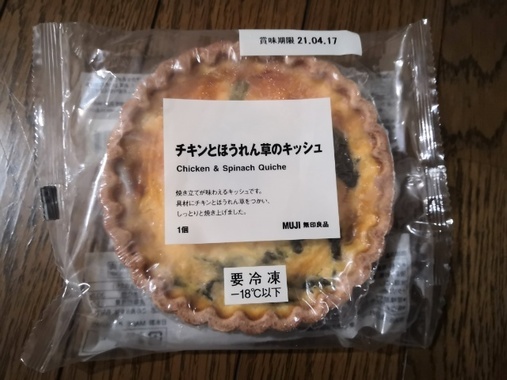 賞味期限 21.04.17
チキンとほうれん草のキッシュ
Chicken & Spinach Quiche
焼き立てが味わえるキッシュです。
具材にチキンとほうれん草をつかい、
しっとりと焼き上げました。
1個
MUJI 無印良品
要冷凍
−18℃以下